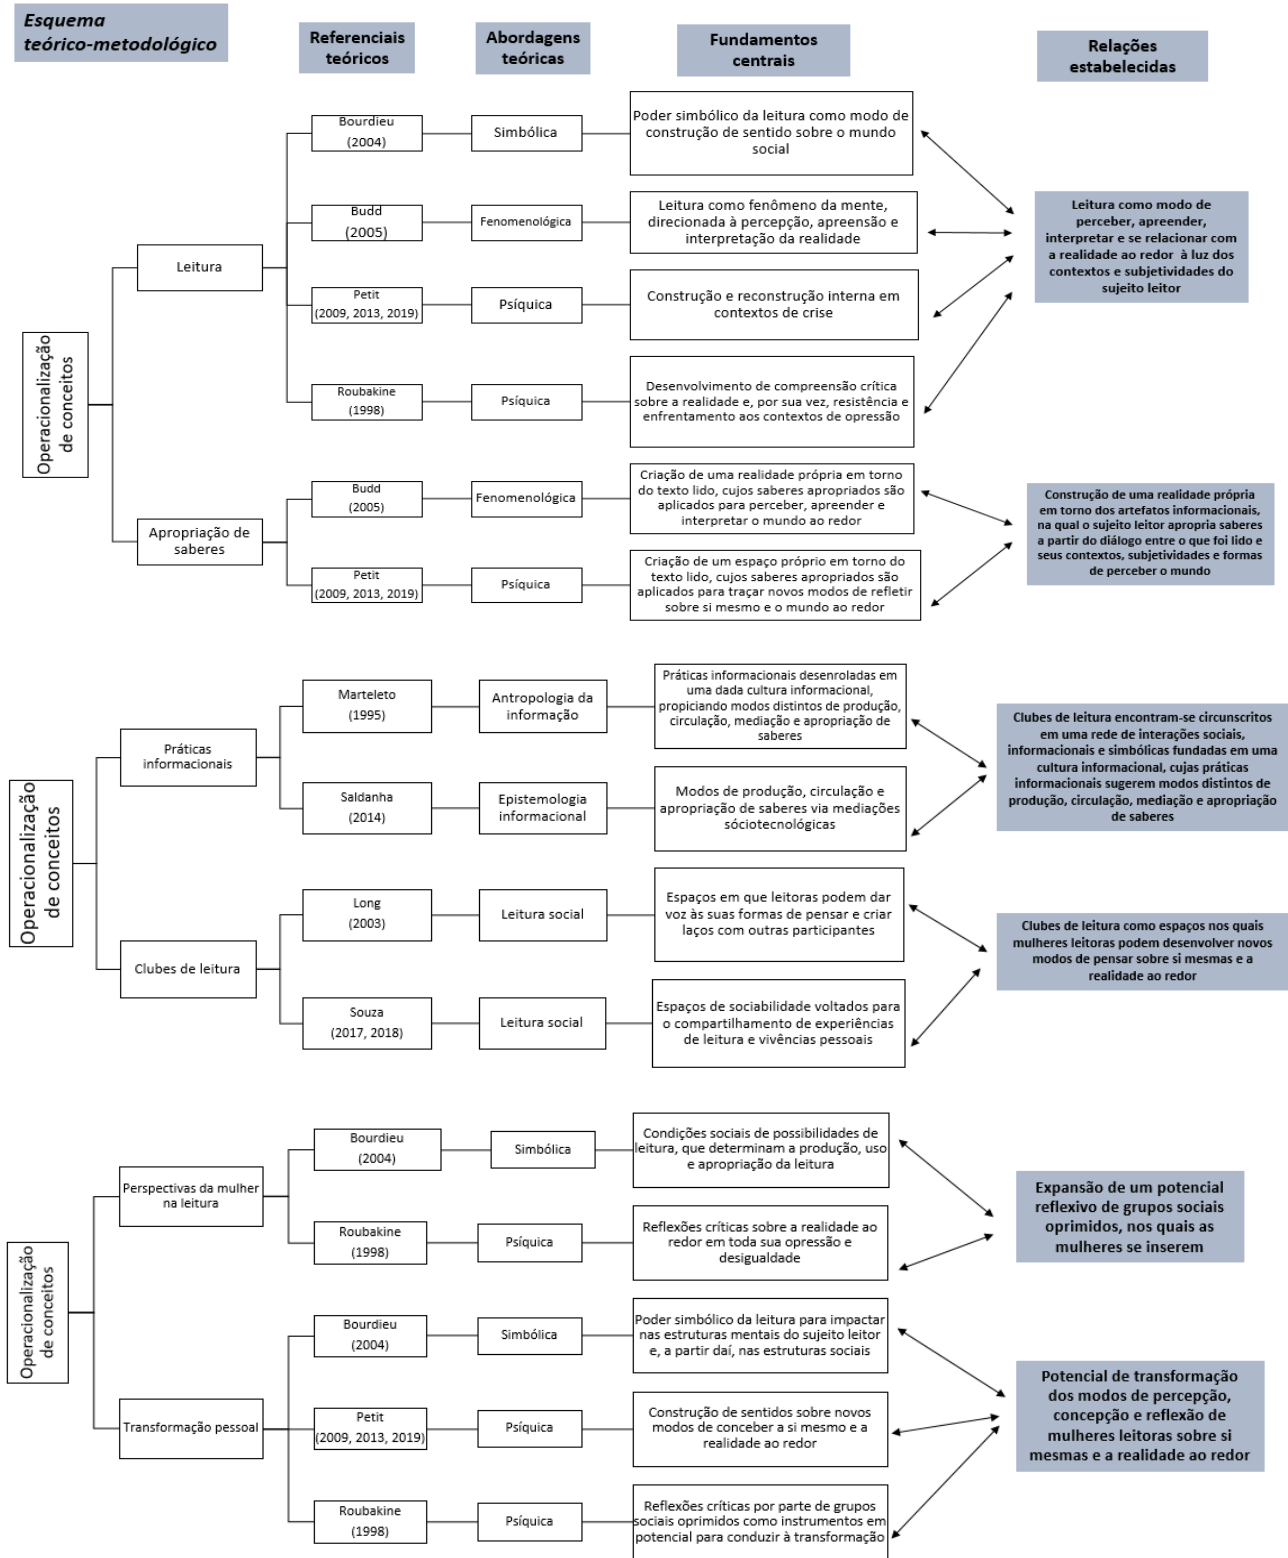 Esquema
teórico-metodológico
Referenciais
teóricos
Abordagens
teóricas
Fundamentos
centrais
Relações
estabelecidas
Operacionalização
de conceitos
Leitura
Bourdieu
(2004)
Simbólica
Poder simbólico da leitura como modo de
construção de sentido sobre o mundo
social
Budd
(2005)
Fenomenológica
Leitura como fenômeno da mente,
direcionada à percepção, apreensão e
interpretação da realidade
Petit
(2009, 2013, 2019)
Psíquica
Construção e reconstrução interna em
contextos de crise
Roubakine
(1998)
Psíquica
Desenvolvimento de compreensão crítica
sobre a realidade e, por sua vez, resistência e
enfrentamento aos contextos de opressão
Leitura como modo de
perceber, apreender,
interpretar e se relacionar com
a realidade ao redor à luz dos
contextos e subjetividades do
sujeito leitor
Apropriação de
saberes
Budd
(2005)
Fenomenológica
Criação de uma realidade própria em torno
do texto lido, cujos saberes apropriados são
aplicados para perceber, apreender e
interpretar o mundo ao redor
Petit
(2009, 2013, 2019)
Psíquica
Criação de um espaço próprio em torno do
texto lido, cujos saberes apropriados são
aplicados para traçar novos modos de refletir
sobre si mesmo e o mundo ao redor
Construção de uma realidade própria
em torno dos artefatos informacionais,
na qual o sujeito leitor apropria saberes
a partir do diálogo entre o que foi lido e
seus contextos, subjetividades e formas
de perceber o mundo
Operacionalização
de conceitos
Práticas
informacionais
Marteleto
(1995)
Antropologia da
informação
Práticas informacionais desenroladas em
uma dada cultura informacional,
propiciando modos distintos de produção,
circulação, mediação e apropriação de
saberes
Saldanha
(2014)
Epistemologia
informacional
Modos de produção, circulação e
apropriação de saberes via mediações
sóciotecnológicas
Clubes de leitura encontram-se circunscritos
em uma rede de interações sociais,
informacionais e simbólicas fundadas em uma
cultura informacional, cujas práticas
informacionais sugerem modos distintos de
produção, circulação, mediação e apropriação
de saberes
Clubes de leitura
Long
(2003)
Leitura social
Espaços em que leitoras podem dar
voz às suas formas de pensar e criar
laços com outras participantes
Souza
(2017, 2018)
Leitura social
Espaços de sociabilidade voltados para
o compartilhamento de experiências
de leitura e vivências pessoais
Clubes de leitura como espaços nos quais
mulheres leitoras podem desenvolver novos
modos de pensar sobre si mesmas e a
realidade ao redor
Operacionalização
de conceitos
Perspectivas da mulher
na leitura
Bourdieu
(2004)
Simbólica
Condições sociais de possibilidades de
leitura, que determinam a produção, uso
e apropriação da leitura
Roubakine
(1998)
Psíquica
Reflexões críticas sobre a realidade ao
redor em toda sua opressão e
desigualdade
Expansão de um potencial
reflexivo de grupos sociais
oprimidos, nos quais as
mulheres se inserem
Transformação pessoal
Bourdieu
(2004)
Simbólica
Poder simbólico da leitura para impactar
nas estruturas mentais do sujeito leitor
e, a partir daí, nas estruturas sociais
Petit
(2009, 2013, 2019)
Psíquica
Construção de sentidos sobre novos
modos de conceber a si mesmo e a
realidade ao redor
Roubakine
(1998)
Psíquica
Reflexões críticas por parte de grupos
sociais oprimidos como instrumentos em
potencial para conduzir à transformação
Potencial de transformação
dos modos de percepção,
concepção e reflexão de
mulheres leitoras sobre si
mesmas e a realidade ao redor